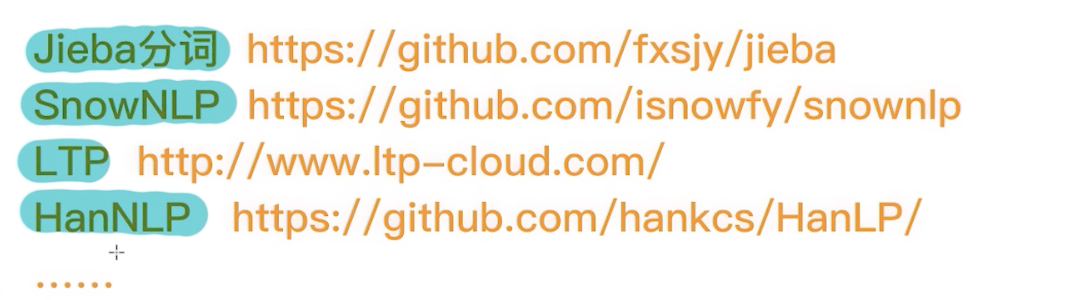 Jieba分词 https://github.com/fxsjy/jieba
SnowNLP https://github.com/isnowfy/snownlp
LTP http://www.ltp-cloud.com/
HanNLP https://github.com/hankcs/HanLP/
......